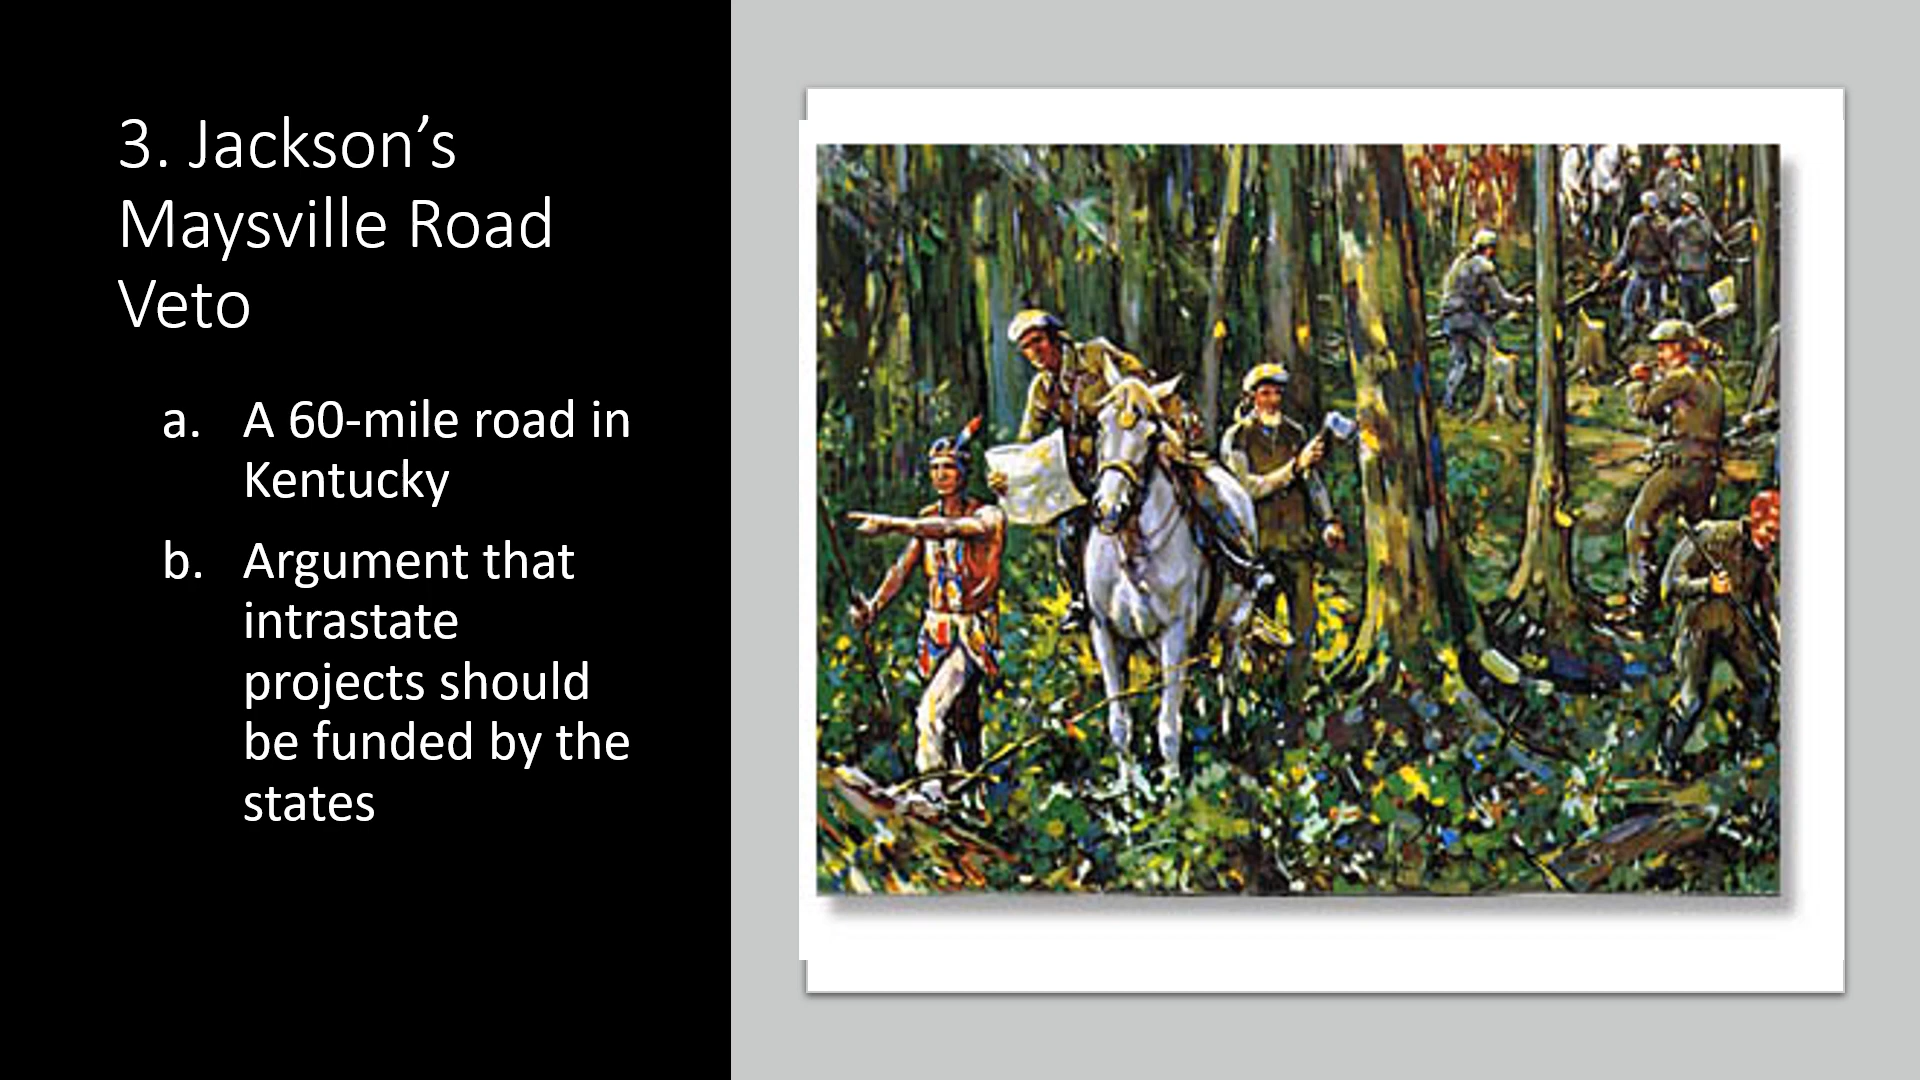 3. Jackson’s
Maysville Road
Veto
a. A 60-mile road in
Kentucky
b. Argument that
intrastate
projects should
be funded by the
states